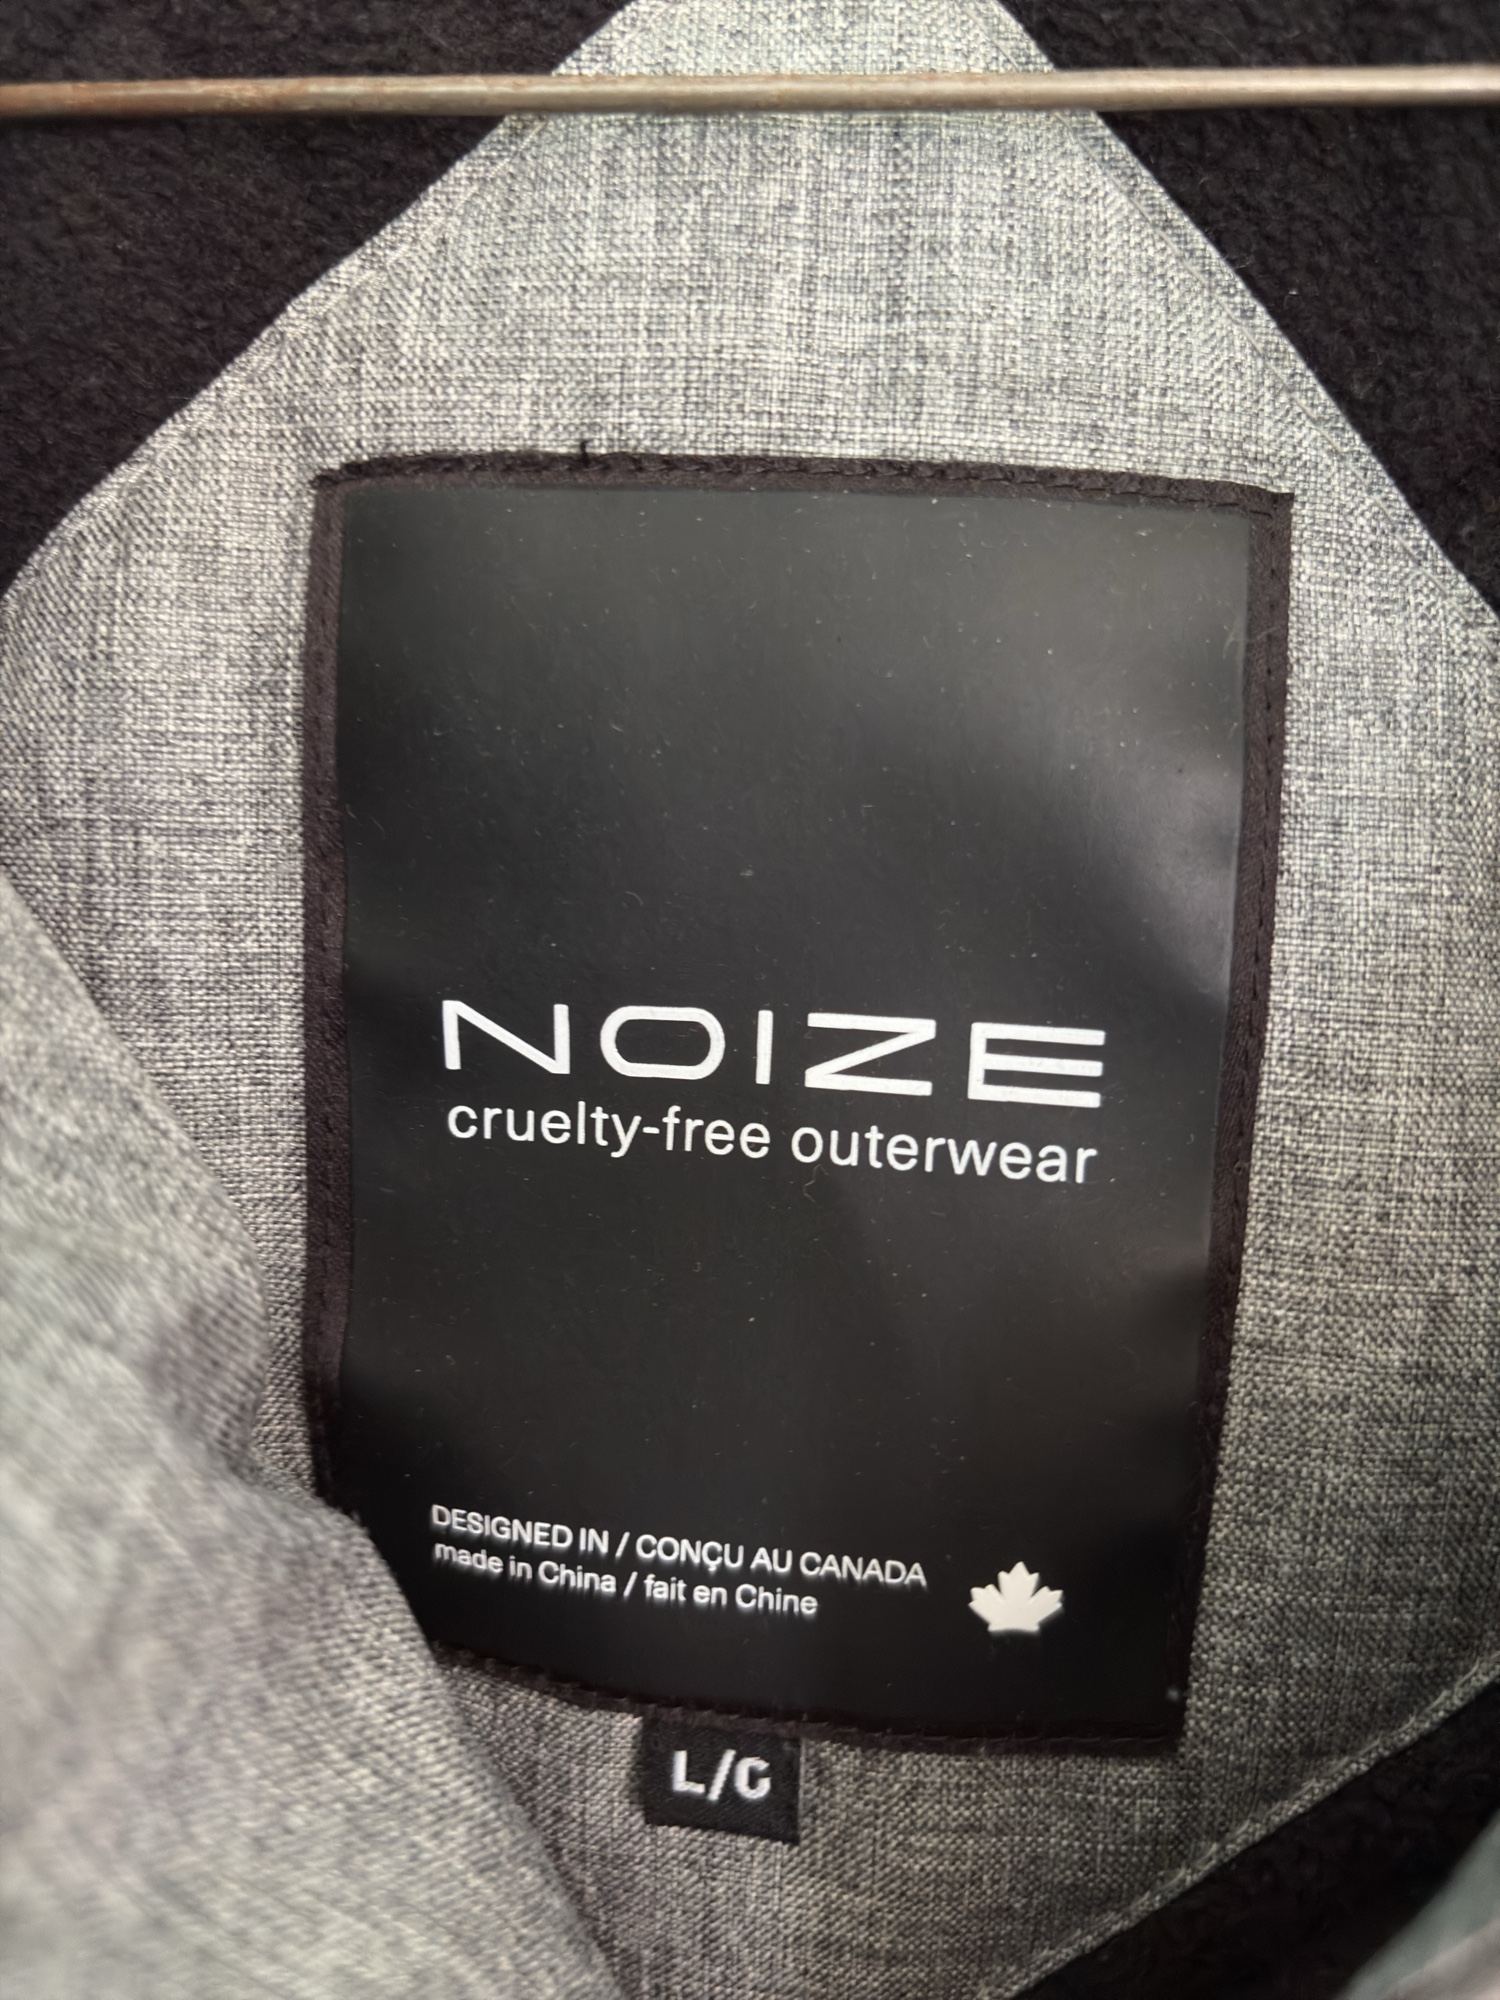 NOIZE
cruelty-free outerwear
DESIGNED IN / CONÇU AU CANADA
made in China / fait en Chine
L/G